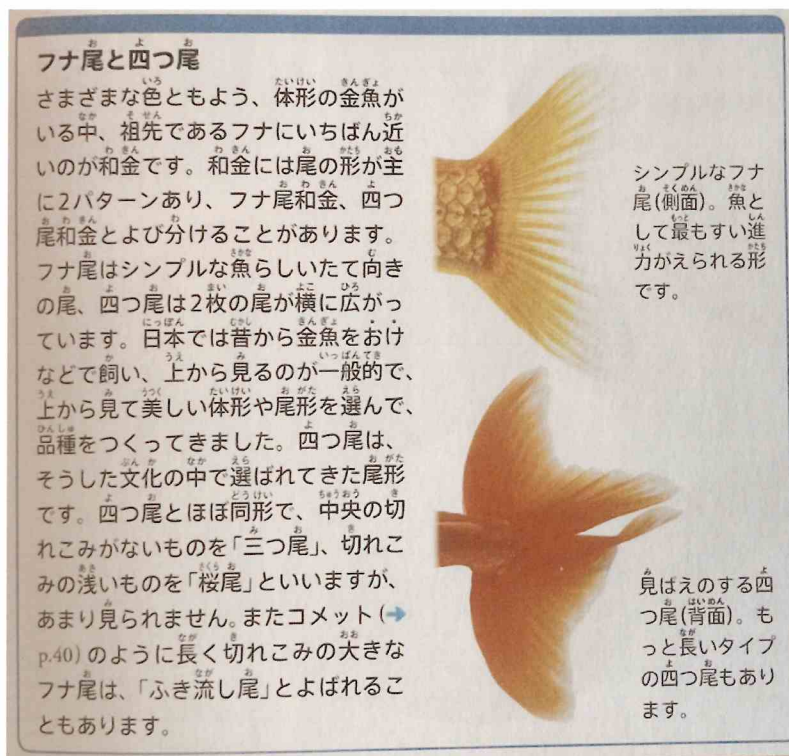 フナ尾と四つ尾
さまざまな色ともよう、体形の金魚が
いる中、祖先であるフナにいちばん近
いのが和金です。和金には尾の形が主
に2パターンあり、フナ尾和金、四つ
尾和金とよび分けることがあります。
フナ尾はシンプルな魚らしいたて向き
の尾、四つ尾は2枚の尾が横に広がっ
ています。日本では昔から金魚をおけ
などで飼い、上から見るのが一般的で、
上から見て美しい体形や尾形を選んで、
品種をつくってきました。四つ尾は、
そうした文化の中で選ばれてきた尾形
です。四つ尾とほぼ同形で、中央の切
れこみがないものを「三つ尾」、切れこ
みの浅いものを「桜尾」といいますが、
あまり見られません。またコメット(➔
p.40)のように長く切れこみの大きな
フナ尾は、「ふき流し尾」とよばれるこ
ともあります。
シンプルなフナ
尾(側面)。魚と
して最もすい進
力がえられる形
です。
見ばえのする四
つ尾(背面)。も
っと長いタイプ
の四つ尾もあり
ます。